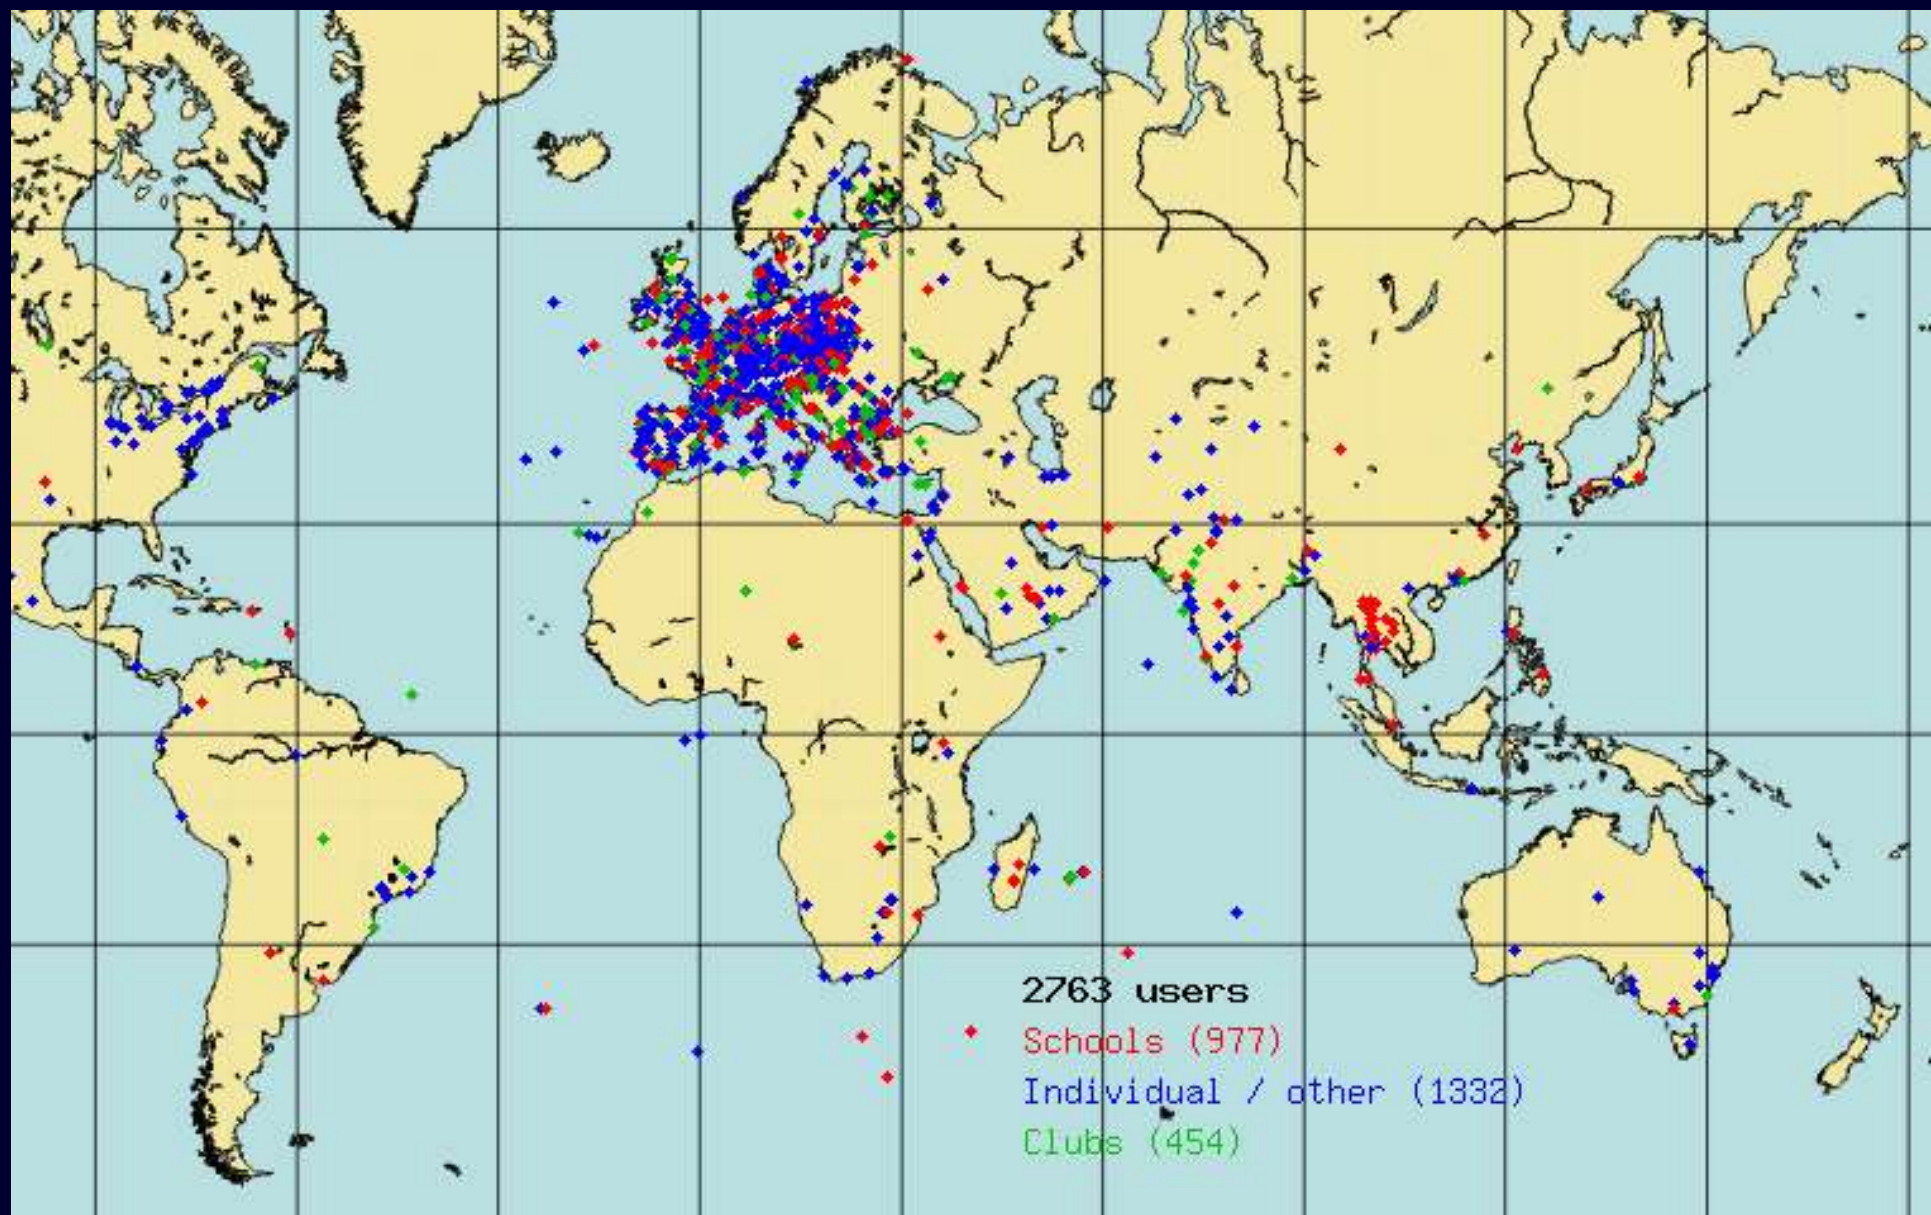 2763 users
Schools (977)
Individual / other (1332)
Clubs (454)